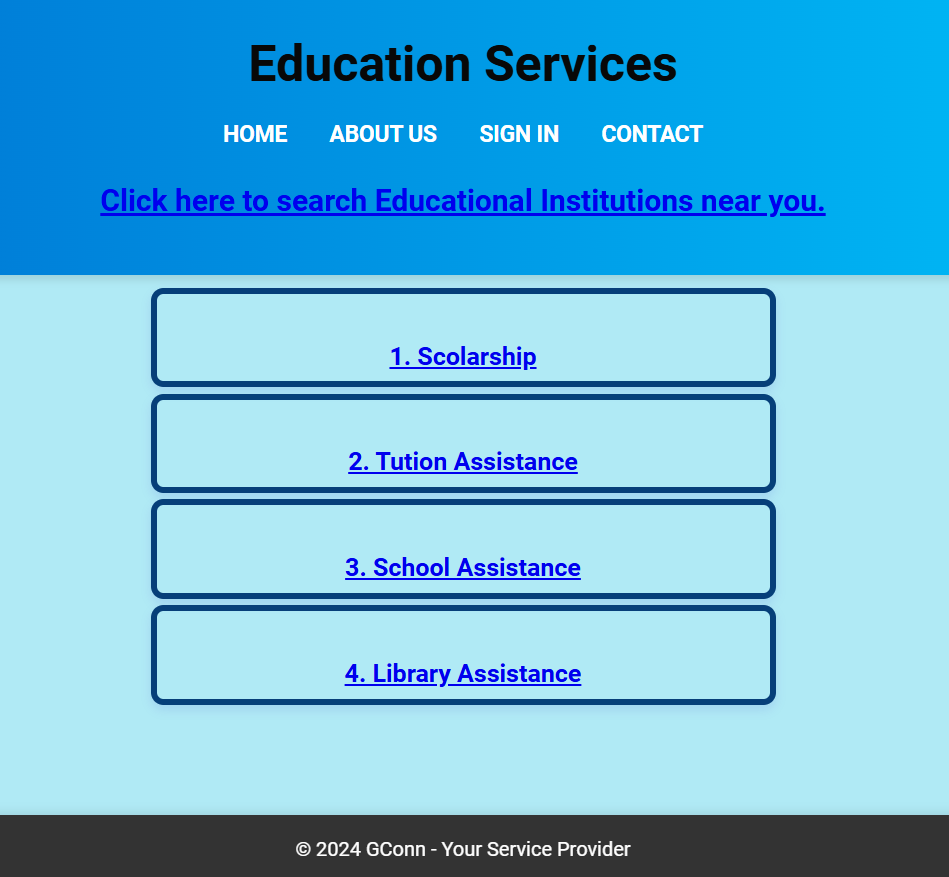 Education Services
HOME ABOUT US SIGN IN CONTACT
Click here to search Educational Institutions near you.
1. Scolarship
2. Tution Assistance
3. School Assistance
4. Library Assistance
© 2024 GConn - Your Service Provider